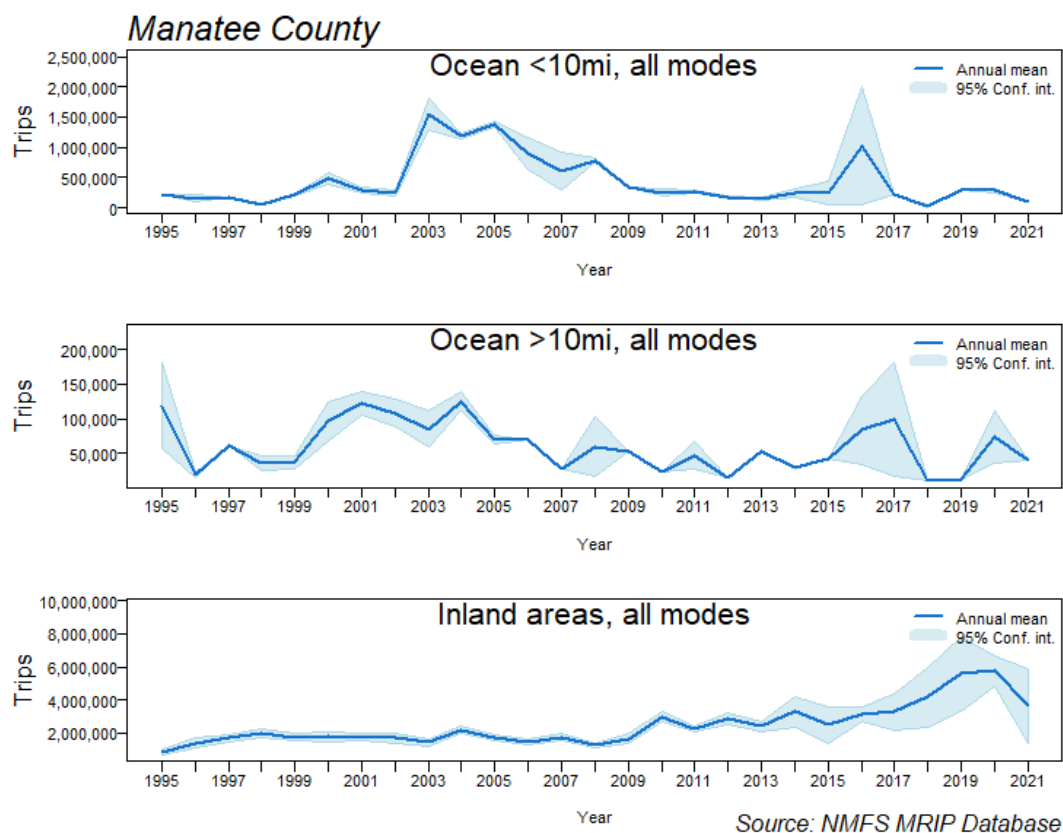 Manatee County
Ocean <10mi, all modes
Annual mean
95% Conf. int.
Trips
2,500,000
2,000,000
1,500,000
1,000,000
500,000
0
1995 1997 1999 2001 2003 2005 2007 2009 2011 2013 2015 2017 2019 2021
Year
Ocean >10mi, all modes
Annual mean
95% Conf. int.
Trips
200,000
150,000
100,000
50,000
1995 1997 1999 2001 2003 2005 2007 2009 2011 2013 2015 2017 2019 2021
Year
Inland areas, all modes
Annual mean
95% Conf. int.
Trips
10,000,000
8,000,000
6,000,000
4,000,000
2,000,000
1995 1997 1999 2001 2003 2005 2007 2009 2011 2013 2015 2017 2019 2021
Year
Source: NMFS MRIP Database